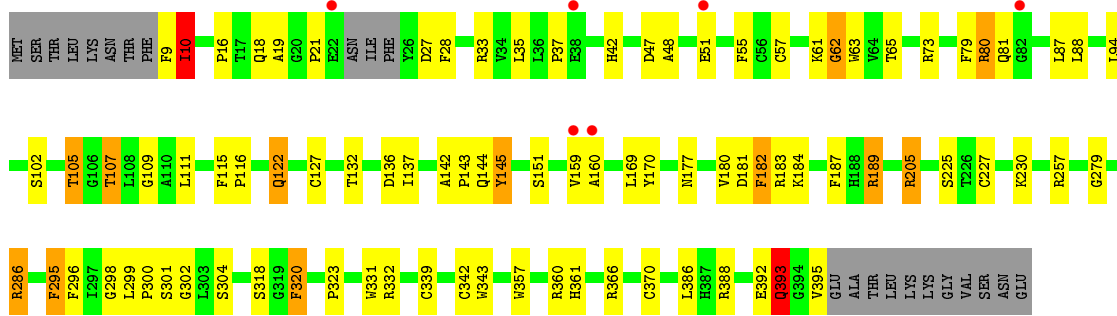 MET SER THR LEU LYS ASN THR PHE F9 I10 P16 T17 Q18 A19 G20 P21 E22 ASN ILE PHE Y26 D27 F28 R33 V34 L35 L36 P37 E38 H42 D47 A48 E51 F55 C56 C57 K61 G62 W63 V64 T65 R73 F79 R80 Q81 G82 L87 L88 L94
S102 T105 G106 T107 L108 G109 A110 L111 F115 P116 Q122 C127 T132 D136 I137 A142 P143 Q144 Y145 S151 V159 A160 L169 Y170 N177 V180 D181 F182 R183 K184 F187 H188 R189 R205 S225 T226 C227 K230 R257 G279
R286 F295 F296 I297 G298 L299 P300 S301 G302 L303 S304 S318 G319 F320 P323 W331 R332 C339 C342 W343 W357 R360 H361 R366 C370 L386 H387 R388 E392 Q393 G394 V395 GLU ALA THR LEU LYS LYS GLY VAL SER ASN GLU